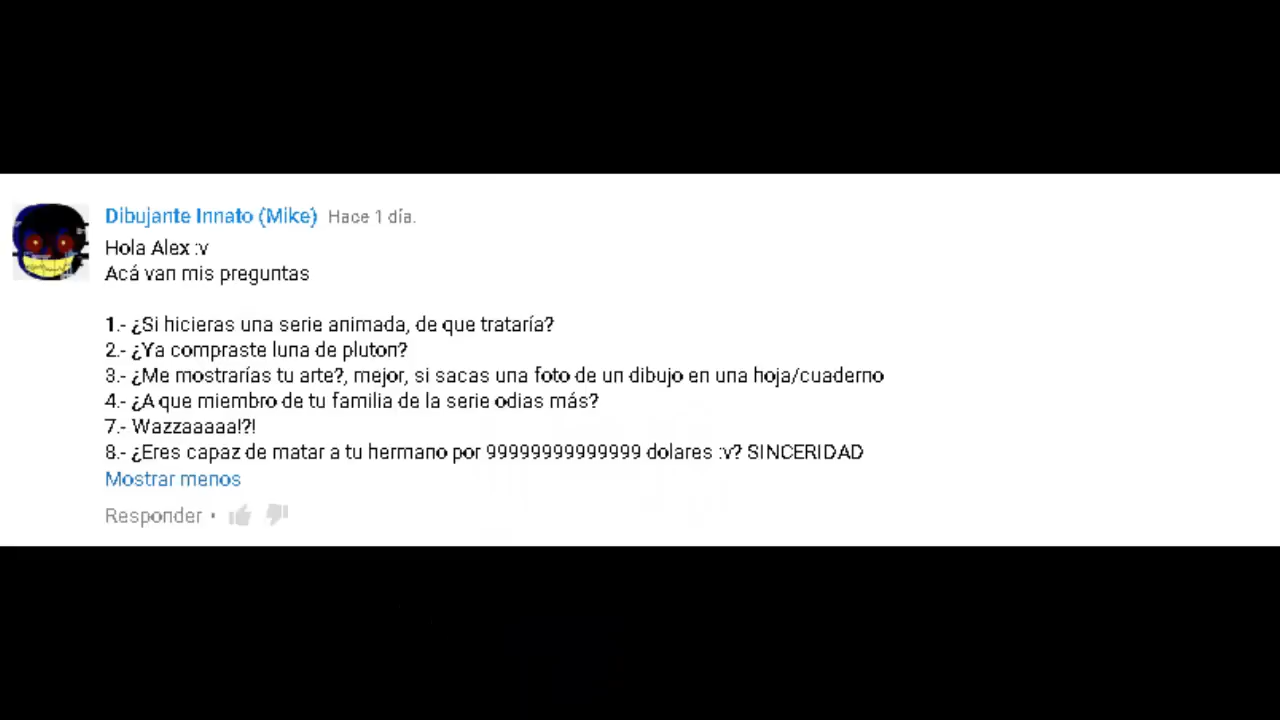 Dibujante Innato (Mike) Hace 1 día.
Hola Alex :v
Acá van mis preguntas
1.- ¿Si hicieras una serie animada, de que trataría?
2.- ¿Ya compraste luna de pluton?
3.- ¿Me mostrarías tu arte?, mejor, si sacas una foto de un dibujo en una hoja/cuaderno
4.- ¿A que miembro de tu familia de la serie odias más?
7.- Wazzaaaaa!?!
8.- ¿Eres capaz de matar a tu hermano por 99999999999999 dolares :v? SINCERIDAD
Mostrar menos
Responder •